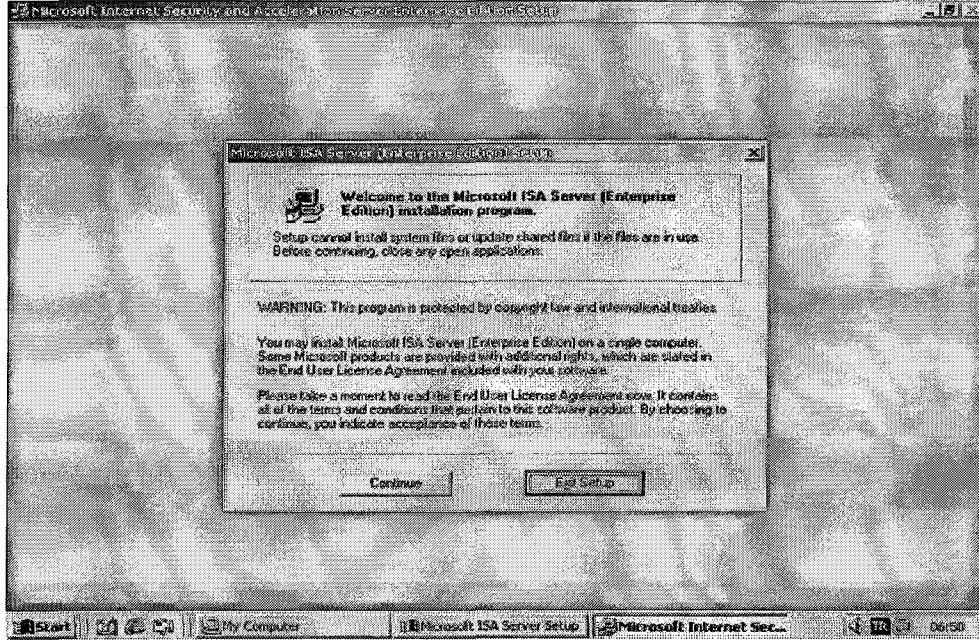 Microsoft Internet Security and Acceleration Server Enterprise Edition Setup
Microsoft ISA Server (Enterprise Edition) Setup
Welcome to the Microsoft ISA Server (Enterprise
Edition) installation program.
Setup cannot install system files or update shared files if the files are in use.
Before continuing, close any open applications.
WARNING: This program is protected by copyright law and international treaties.
You may install Microsoft ISA Server (Enterprise Edition) on a single computer.
Some Microsoft products are provided with additional rights, which are stated in
the End User License Agreement included with your software.
Please take a moment to read the End User License Agreement now. It contains
all of the terms and conditions that pertain to this software product. By choosing to
continue, you indicate acceptance of those terms.
Continue
Exit Setup
Start
My Computer
Microsoft ISA Server Setup
Microsoft Internet Sec...
TR
06:50